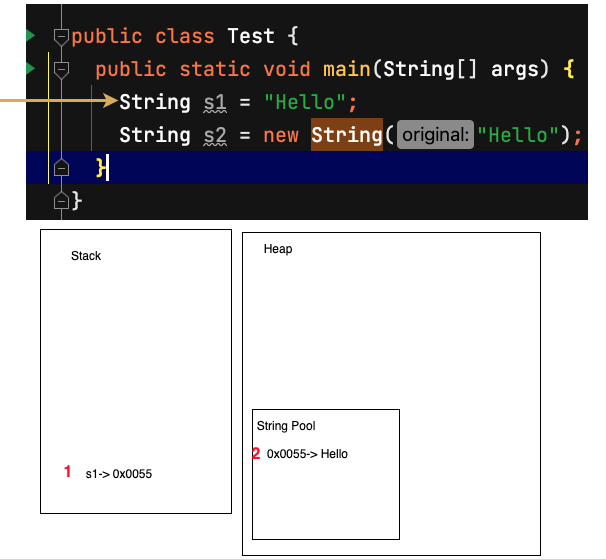 public class Test {
public static void main(String[] args) {
String s1 = "Hello";
String s2 = new String( original: "Hello");
}
}
Stack
Heap
String Pool
2 0x0055-> Hello
1 s1-> 0x0055